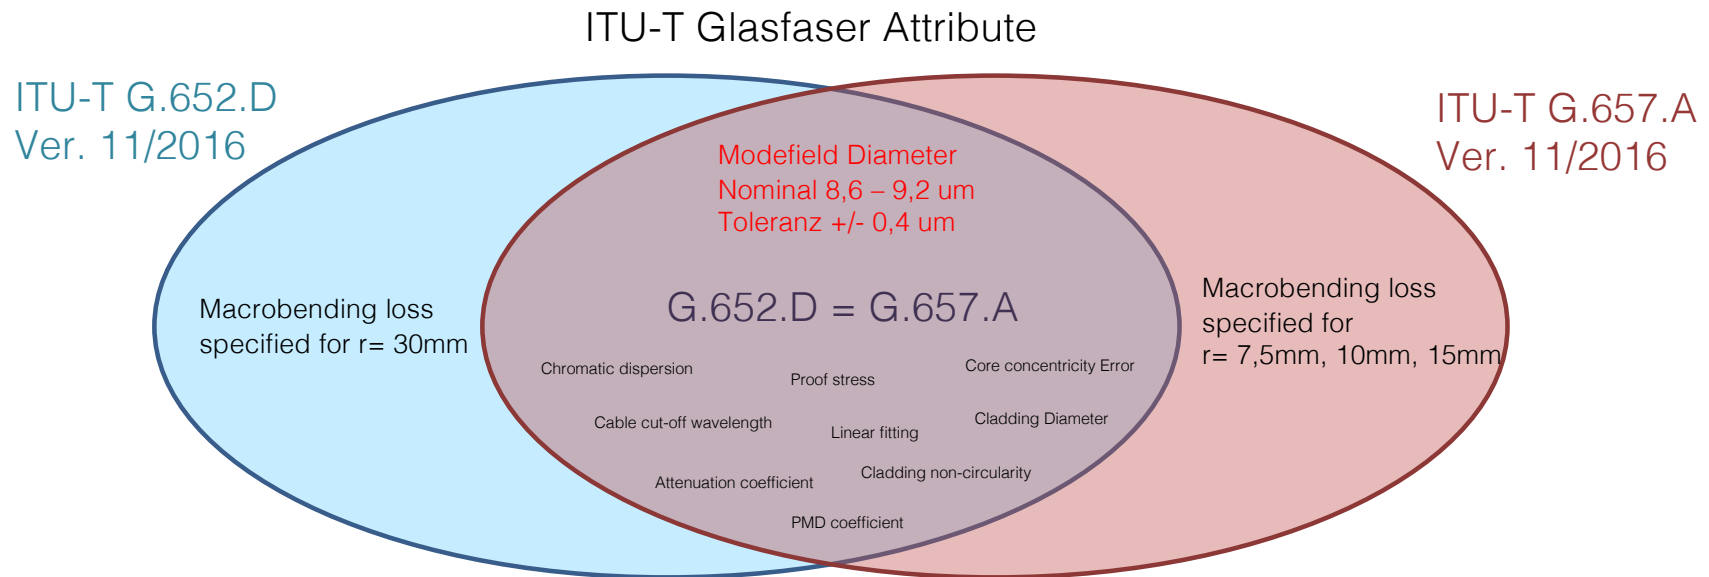 ITU-T Glasfaser Attribute
ITU-T G.652.D
Ver. 11/2016
ITU-T G.657.A
Ver. 11/2016
Modefield Diameter
Nominal 8,6 – 9,2 um
Toleranz +/- 0,4 um
Macrobending loss
specified for r= 30mm
G.652.D = G.657.A
Macrobending loss
specified for
r= 7,5mm, 10mm, 15mm
Chromatic dispersion
Proof stress
Core concentricity Error
Cable cut-off wavelength
Linear fitting
Cladding Diameter
Attenuation coefficient
Cladding non-circularity
PMD coefficient